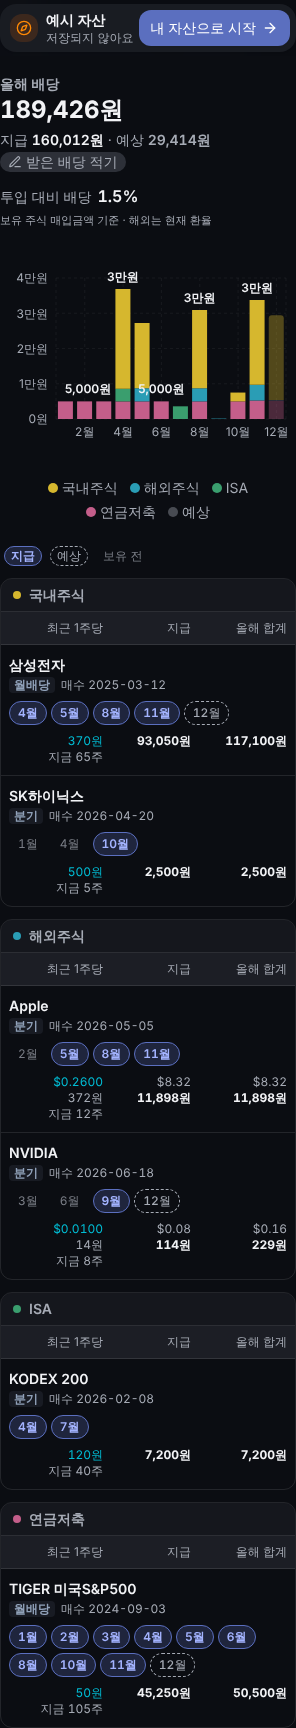 예시 자산
저장되지 않아요
내 자산으로 시작 →
올해 배당
189,426원
지급 160,012원 · 예상 29,414원
받은 배당 적기
투입 대비 배당 1.5%
보유 주식 매입금액 기준 · 해외는 현재 환율
4만원
3만원
2만원
1만원
0원
5,000원
3만원
5,000원
3만원
3만원
2월
4월
6월
8월
10월
12월
국내주식
해외주식
ISA
연금저축
예상
지급
예상
보유 전
국내주식
최근 1주당 지급 올해 합계
삼성전자
월배당 매수 2025-03-12
4월 5월 8월 11월 12월
370원 93,050원 117,100원
지금 65주
SK하이닉스
분기 매수 2026-04-20
1월 4월 10월
500원 2,500원 2,500원
지금 5주
해외주식
최근 1주당 지급 올해 합계
Apple
분기 매수 2026-05-05
2월 5월 8월 11월
$0.2600 $8.32 $8.32
372원 11,898원 11,898원
지금 12주
NVIDIA
분기 매수 2026-06-18
3월 6월 9월 12월
$0.0100 $0.08 $0.16
14원 114원 229원
지금 8주
ISA
최근 1주당 지급 올해 합계
KODEX 200
분기 매수 2026-02-08
4월 7월
120원 7,200원 7,200원
지금 40주
연금저축
최근 1주당 지급 올해 합계
TIGER 미국S&P500
월배당 매수 2024-09-03
1월 2월 3월 4월 5월 6월
8월 10월 11월 12월
50원 45,250원 50,500원
지금 105주